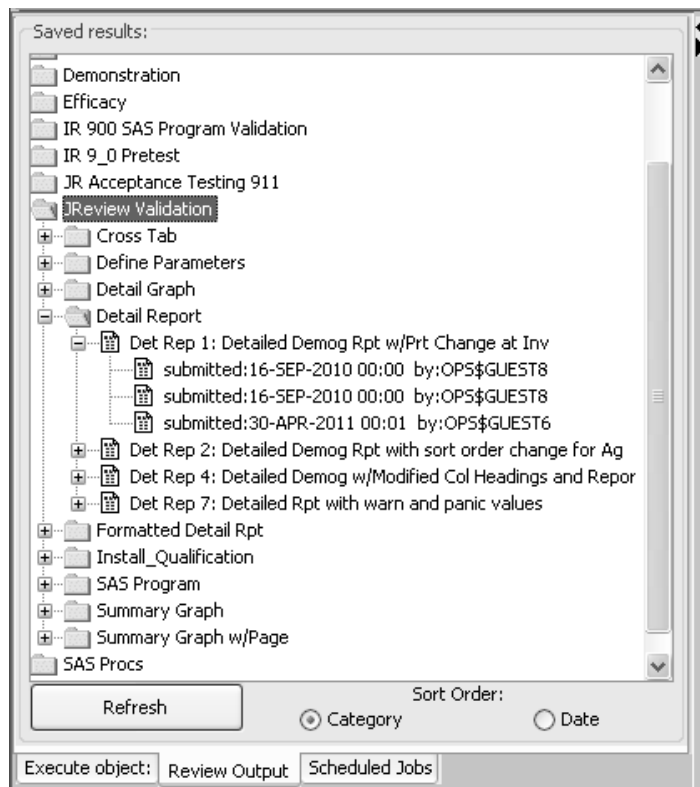 Saved results:
Demonstration
Efficacy
IR 900 SAS Program Validation
IR 9_0 Pretest
JR Acceptance Testing 911
JReview Validation
Cross Tab
Define Parameters
Detail Graph
Detail Report
Det Rep 1: Detailed Demog Rpt w/Prt Change at Inv
submitted:16-SEP-2010 00:00 by:OPS$GUEST8
submitted:16-SEP-2010 00:00 by:OPS$GUEST8
submitted:30-APR-2011 00:01 by:OPS$GUEST6
Det Rep 2: Detailed Demog Rpt with sort order change for Ag
Det Rep 4: Detailed Demog w/Modified Col Headings and Repor
Det Rep 7: Detailed Rpt with warn and panic values
Formatted Detail Rpt
Install_Qualification
SAS Program
Summary Graph
Summary Graph w/Page
SAS Procs
Refresh
Sort Order:
Category Date
Execute object: Review Output Scheduled Jobs